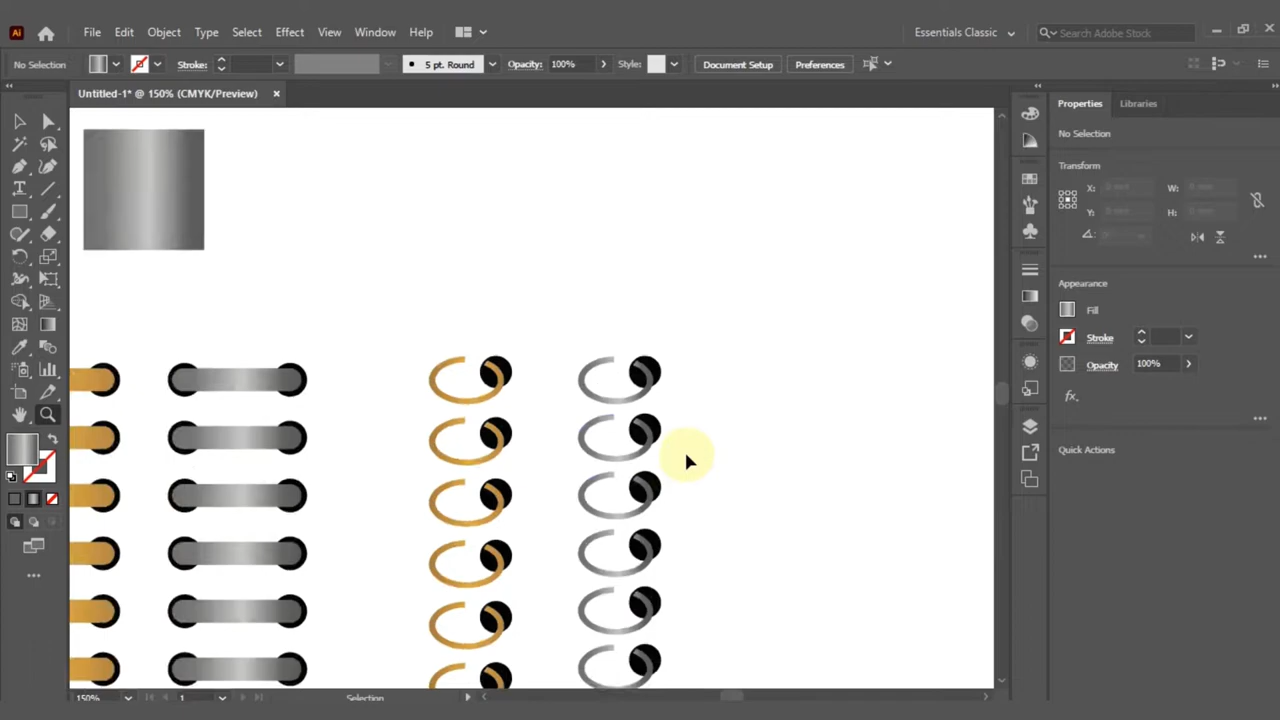 Ai File Edit Object Type Select Effect View Window Help Essentials Classic Search Adobe Stock
No Selection Stroke: 5 pt. Round Opacity: 100% Style: Document Setup Preferences
Untitled-1* @ 150% (CMYK/Preview) ×
Properties Libraries
No Selection
Transform
X: W:
Y: H:
Appearance
Fill
Stroke
Opacity 100%
fx.
Quick Actions
150% 1 Selection